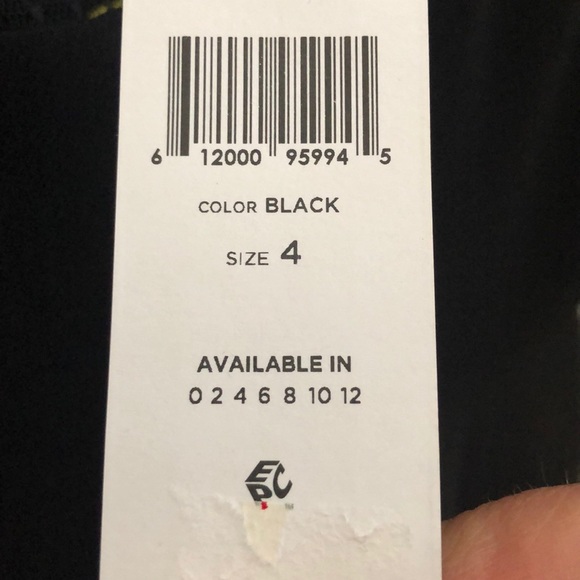 6 12000 95994 5
COLOR BLACK
SIZE 4
AVAILABLE IN
0 2 4 6 8 10 12
EPC